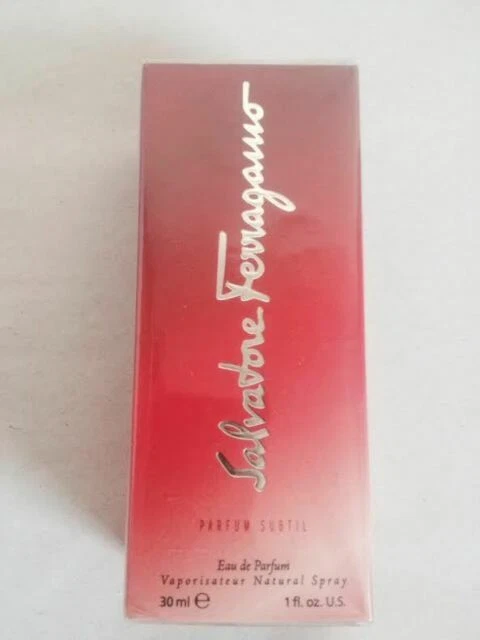 Salvatore Ferragamo
PARFUM SUBTIL
Eau de Parfum
Vaporisateur Natural Spray
30 ml ℮ 1 fl. oz. U.S.